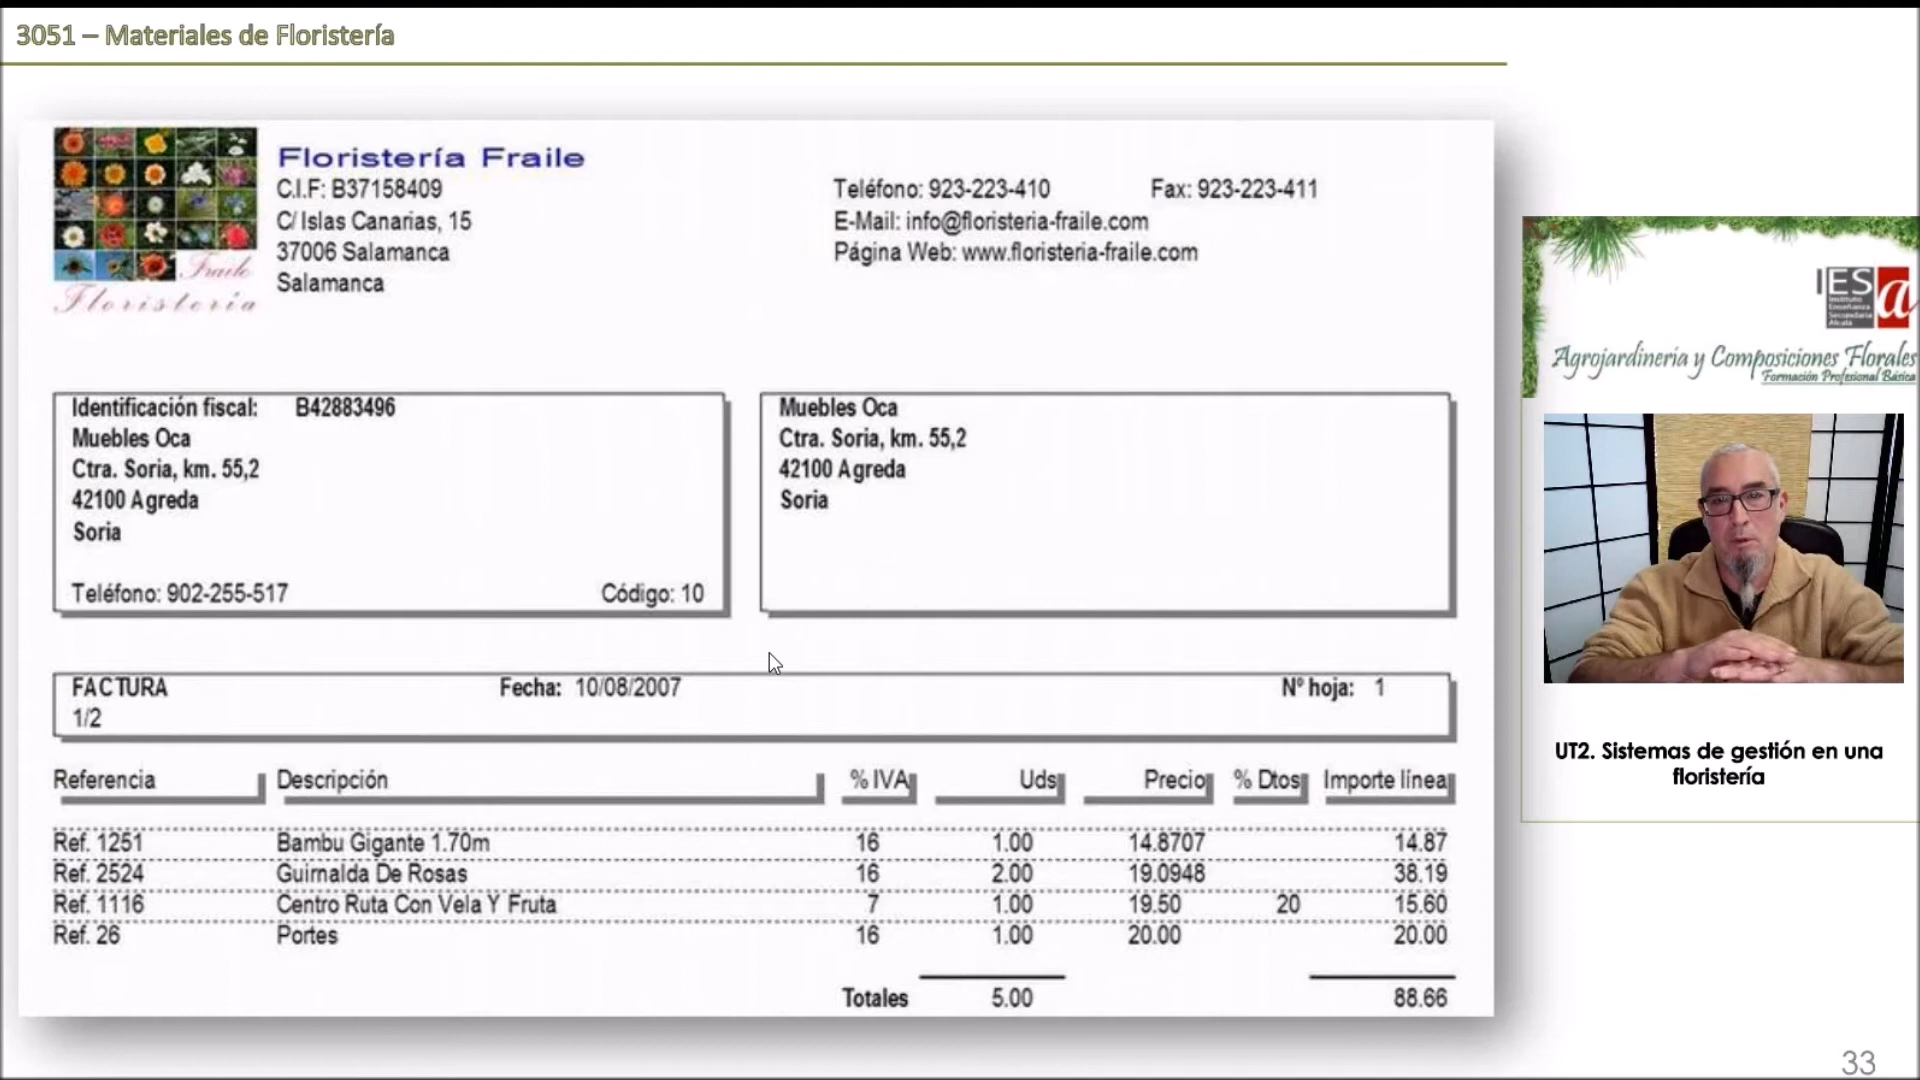 3051 – Materiales de Floristería
Floristería Fraile
C.I.F: B37158409
C/ Islas Canarias, 15
37006 Salamanca
Salamanca
Teléfono: 923-223-410 Fax: 923-223-411
E-Mail: info@floristeria-fraile.com
Página Web: www.floristeria-fraile.com
Fraile
Floristería
Identificación fiscal: B42883496
Muebles Oca
Ctra. Soria, km. 55,2
42100 Agreda
Soria
Teléfono: 902-255-517 Código: 10
Muebles Oca
Ctra. Soria, km. 55,2
42100 Agreda
Soria
FACTURA Fecha: 10/08/2007 Nº hoja: 1
1/2
Referencia Descripción % IVA Uds Precio % Dtos Importe línea
Ref. 1251 Bambu Gigante 1.70m 16 1.00 14.8707 14.87
Ref. 2524 Guirnalda De Rosas 16 2.00 19.0948 38.19
Ref. 1116 Centro Ruta Con Vela Y Fruta 7 1.00 19.50 20 15.60
Ref. 26 Portes 16 1.00 20.00 20.00
Totales 5.00 88.66
IES a
Instituto
Enseñanza
Secundaria
Alcalá
Agrojardinería y Composiciones Florales
Formación Profesional Básica
UT2. Sistemas de gestión en una
floristería
33